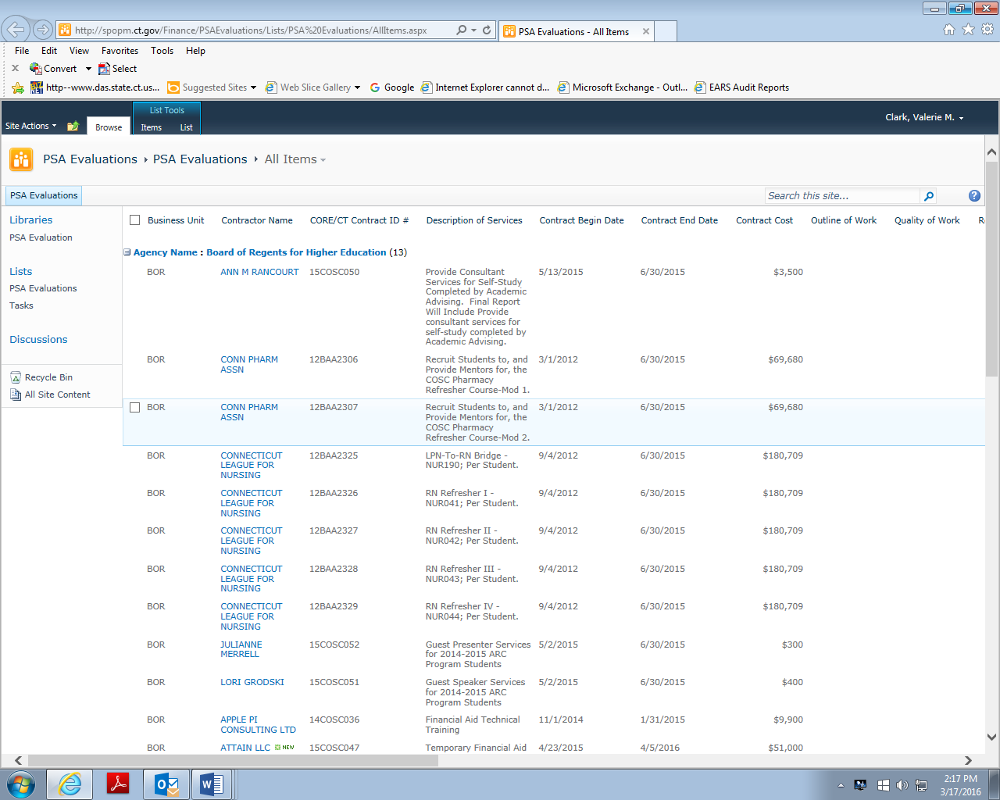 http://spopm.ct.gov/Finance/PSAEvaluations/Lists/PSA%20Evaluations/AllItems.aspx
PSA Evaluations - All Items
File Edit View Favorites Tools Help
Convert Select
http--www.das.state.ct.us... Suggested Sites Web Slice Gallery Google Internet Explorer cannot d... Microsoft Exchange - Outl... EARS Audit Reports
List Tools
Site Actions Browse Items List
Clark, Valerie M.
PSA Evaluations PSA Evaluations All Items
PSA Evaluations
Search this site...
Libraries
PSA Evaluation
Lists
PSA Evaluations
Tasks
Discussions
Recycle Bin
All Site Content
Business Unit Contractor Name CORE/CT Contract ID # Description of Services Contract Begin Date Contract End Date Contract Cost Outline of Work Quality of Work
Agency Name : Board of Regents for Higher Education (13)
BOR ANN M RANCOURT 15COSC050 Provide Consultant 5/13/2015 6/30/2015 $3,500
Services for Self-Study
Completed by Academic
Advising. Final Report
Will Include Provide
consultant services for
self-study completed by
Academic Advising.
BOR CONN PHARM 12BAA2306 Recruit Students to, and 3/1/2012 6/30/2015 $69,680
ASSN Provide Mentors for, the
COSC Pharmacy
Refresher Course-Mod 1.
BOR CONN PHARM 12BAA2307 Recruit Students to, and 3/1/2012 6/30/2015 $69,680
ASSN Provide Mentors for, the
COSC Pharmacy
Refresher Course-Mod 2.
BOR CONNECTICUT 12BAA2325 LPN-To-RN Bridge - 9/4/2012 6/30/2015 $180,709
LEAGUE FOR NUR190; Per Student.
NURSING
BOR CONNECTICUT 12BAA2326 RN Refresher I - 9/4/2012 6/30/2015 $180,709
LEAGUE FOR NUR041; Per Student.
NURSING
BOR CONNECTICUT 12BAA2327 RN Refresher II - 9/4/2012 6/30/2015 $180,709
LEAGUE FOR NUR042; Per Student.
NURSING
BOR CONNECTICUT 12BAA2328 RN Refresher III - 9/4/2012 6/30/2015 $180,709
LEAGUE FOR NUR043; Per Student.
NURSING
BOR CONNECTICUT 12BAA2329 RN Refresher IV - 9/4/2012 6/30/2015 $180,709
LEAGUE FOR NUR044; Per Student.
NURSING
BOR JULIANNE 15COSC052 Guest Presenter Services 5/2/2015 6/30/2015 $300
MERRELL for 2014-2015 ARC
Program Students
BOR LORI GRODSKI 15COSC051 Guest Speaker Services 5/2/2015 6/30/2015 $400
for 2014-2015 ARC
Program Students
BOR APPLE PI 14COSC036 Financial Aid Technical 11/1/2014 1/31/2015 $9,900
CONSULTING LTD Training
BOR ATTAIN LLC NEW 15COSC047 Temporary Financial Aid 4/23/2015 4/5/2016 $51,000
2:17 PM
3/17/2016